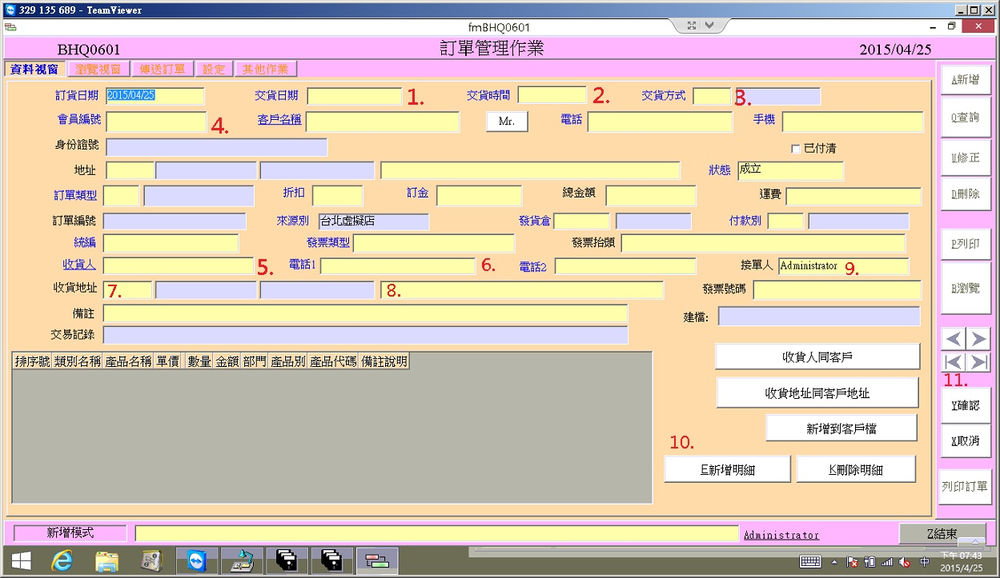 329 135 689 - TeamViewer
fmBHQ0601
BHQ0601 訂單管理作業 2015/04/25
資料視窗 瀏覽視窗 傳送訂單 設定 其他作業
訂貨日期 2015/04/25 交貨日期 1. 交貨時間 2. 交貨方式 3.
會員編號 4. 客戶名稱 Mr. 電話 手機
身份證號 已付清
地址 狀態 成立
訂單類型 折扣 訂金 總金額 運費
訂單編號 來源別 台北虛擬店 發貨倉 付款別
統編 發票類型 發票抬頭
收貨人 5. 電話1 6. 電話2 接單人 Administrator 9.
收貨地址 7. 8. 發票號碼
備註 建檔:
交易記錄
排序號 類別名稱 產品名稱 單價 數量 金額 部門 產品別 產品代碼 備註說明
收貨人同客戶
收貨地址同客戶地址
新增到客戶檔
10.
E新增明細 K刪除明細
A新增
Q查詢
U修正
D刪除
P列印
B瀏覽
11.
Y確認
X取消
列印訂單
新增模式 Administrator Z結束
中 下午 07:43
2015/4/25